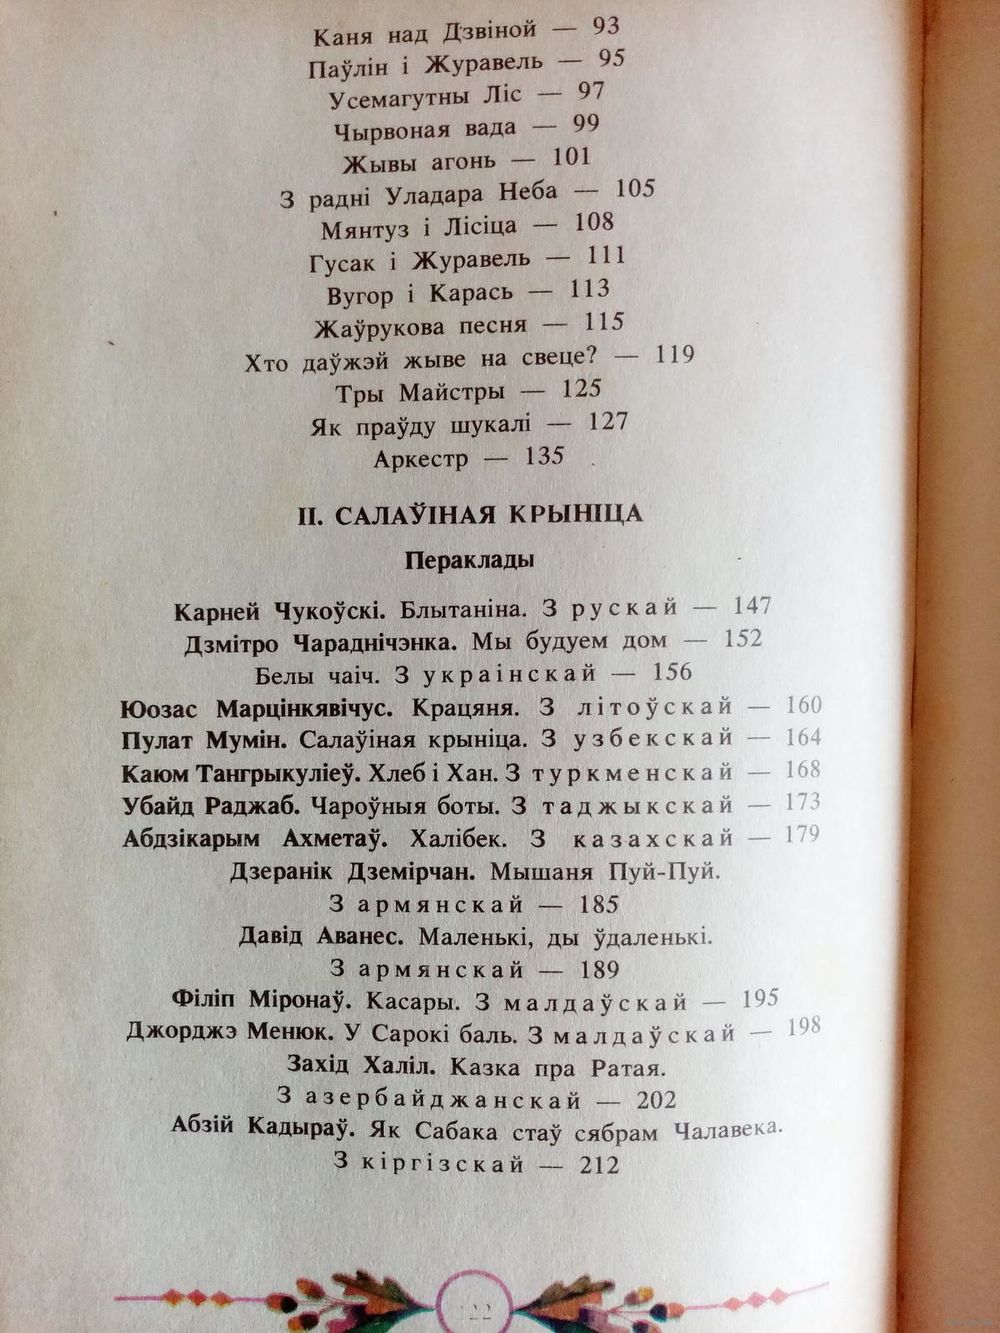 Каня над Дзвіной — 93
Паўлін і Журавель — 95
Усемагутны Ліс — 97
Чырвоная вада — 99
Жывы агонь — 101
З радні Уладара Неба — 105
Мянтуз і Лісіца — 108
Гусак і Журавель — 111
Вугор і Карась — 113
Жаўрукова песня — 115
Хто даўжэй жыве на свеце? — 119
Тры Майстры — 125
Як праўду шукалі — 127
Аркестр — 135
II. САЛАЎІНАЯ КРЫНІЦА
Пераклады
Карней Чукоўскі. Блытаніна. З рускай — 147
Дзмітро Чараднічэнка. Мы будуем дом — 152
Белы чаіч. З украінскай — 156
Юозас Марцінкявічус. Крацяня. З літоўскай — 160
Пулат Мумін. Салаўіная крыніца. З узбекскай — 164
Каюм Тангрыкуліеў. Хлеб і Хан. З туркменскай — 168
Убайд Раджаб. Чароўныя боты. З таджыкскай — 173
Абдзікарым Ахметаў. Халібек. З казахскай — 179
Дзеранік Дземірчан. Мышаня Пуй-Пуй.
З армянскай — 185
Давід Аванес. Маленькі, ды ўдаленькі.
З армянскай — 189
Філіп Міронаў. Касары. З малдаўскай — 195
Джорджэ Менюк. У Сарокі баль. З малдаўскай — 198
Захід Халіл. Казка пра Ратая.
З азербайджанскай — 202
Абзій Кадыраў. Як Сабака стаў сябрам Чалавека.
З кіргізскай — 212